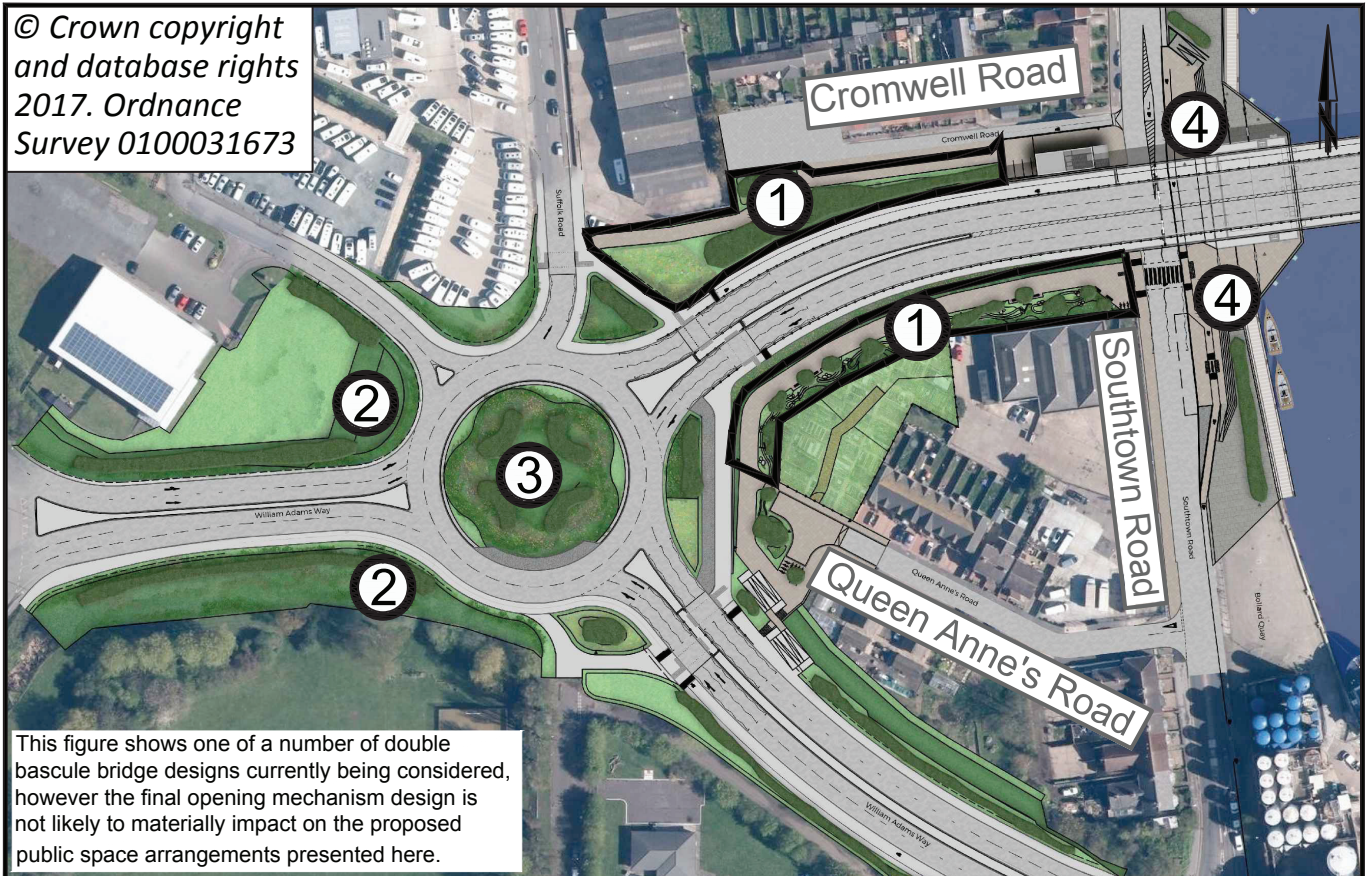 © Crown copyright
and database rights
2017. Ordnance
Survey 0100031673
Cromwell Road
Cromwell Road
4
1
Suffolk Road
4
1
2
Southtown Road
3
William Adams Way
Southtown Road
2
Queen Anne's Road
Queen Anne's Road
Bollard Quay
This figure shows one of a number of double
bascule bridge designs currently being considered,
however the final opening mechanism design is
not likely to materially impact on the proposed
public space arrangements presented here.
William Adams Way